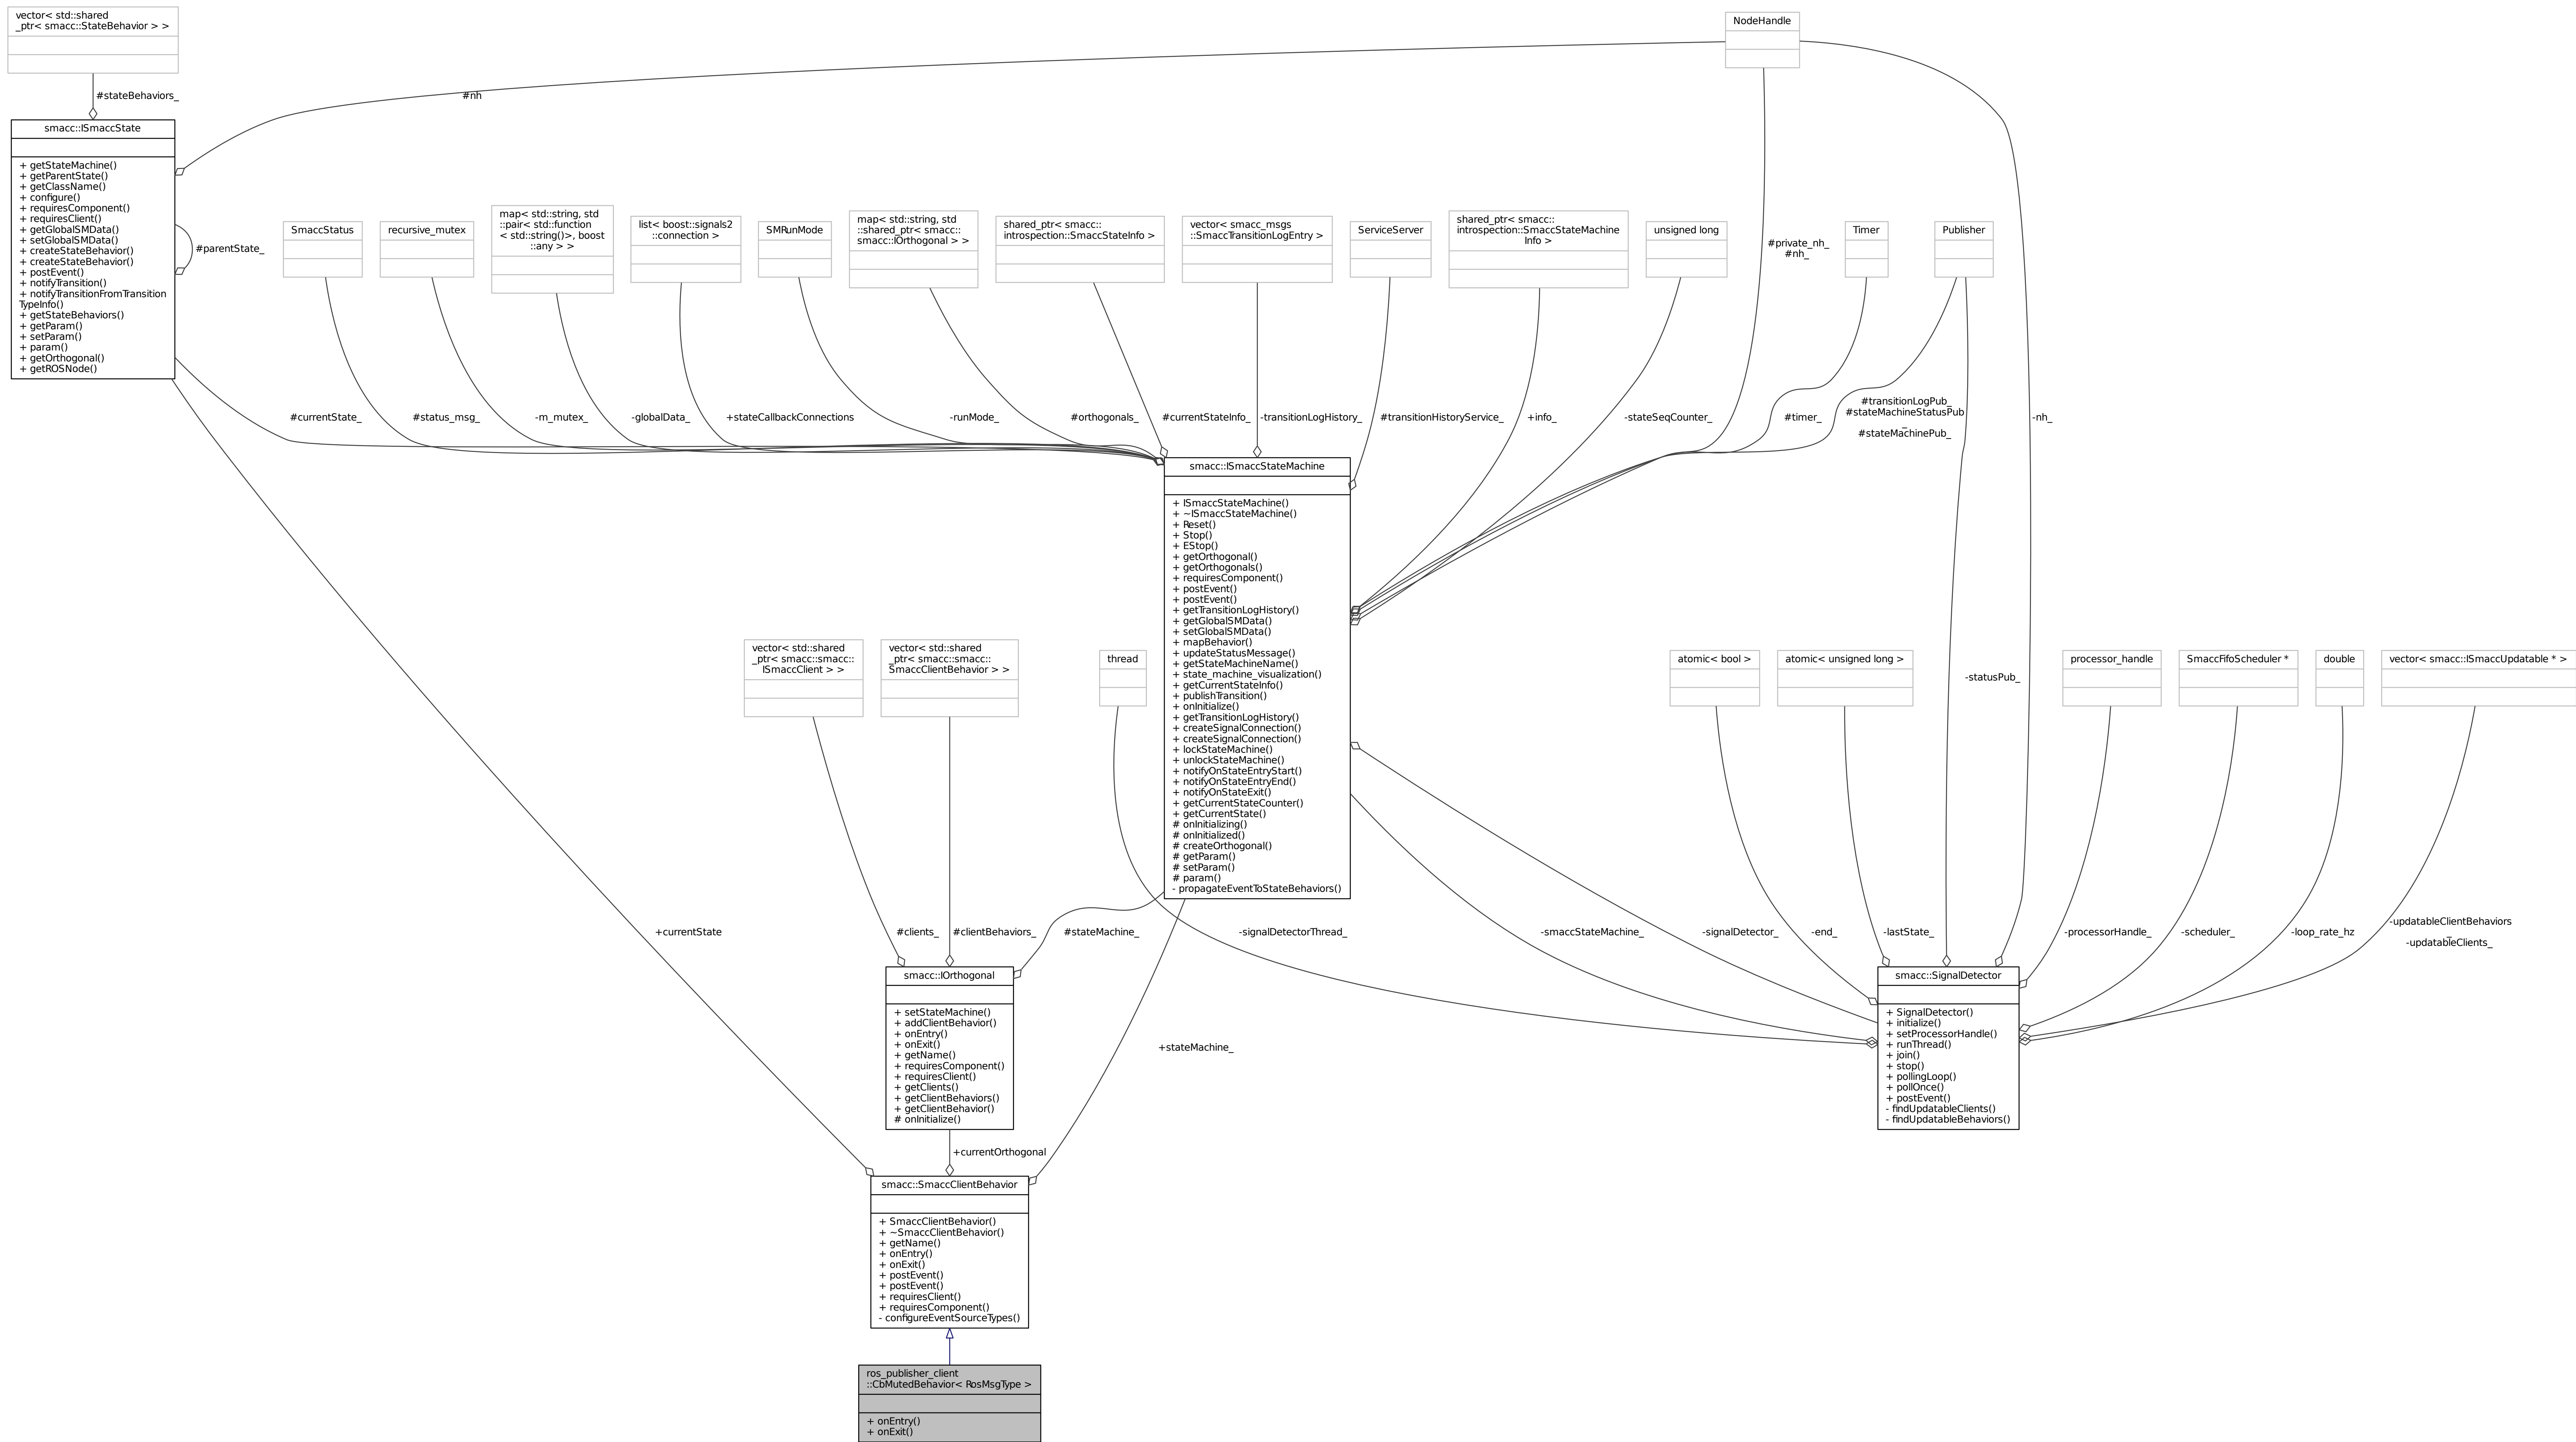 vector< std::shared
_ptr< smacc::StateBehavior > >
NodeHandle
#stateBehaviors_
#nh
smacc::ISmaccState
+ getStateMachine()
+ getParentState()
+ getClassName()
+ configure()
+ requiresComponent()
+ requiresClient()
+ getGlobalSMData()
+ setGlobalSMData()
+ createStateBehavior()
+ createStateBehavior()
+ postEvent()
+ notifyTransition()
+ notifyTransitionFromTransition
TypeInfo()
+ getStateBehaviors()
+ getParam()
+ setParam()
+ param()
+ getOrthogonal()
+ getROSNode()
#parentState_
SmaccStatus
recursive_mutex
map< std::string, std
::pair< std::function
< std::string()>, boost
::any > >
list< boost::signals2
::connection >
SMRunMode
map< std::string, std
::shared_ptr< smacc::
smacc::IOrthogonal > >
shared_ptr< smacc::
introspection::SmaccStateInfo >
vector< smacc_msgs
::SmaccTransitionLogEntry >
ServiceServer
shared_ptr< smacc::
introspection::SmaccStateMachine
Info >
unsigned long
#private_nh_
#nh_
Timer
Publisher
#currentState_
#status_msg_
-m_mutex_
-globalData_
+stateCallbackConnections
-runMode_
#orthogonals_
#currentStateInfo_
-transitionLogHistory_
#transitionHistoryService_
+info_
-stateSeqCounter_
#timer_
#transitionLogPub_
#stateMachineStatusPub
_
#stateMachinePub_
-nh_
smacc::ISmaccStateMachine
+ ISmaccStateMachine()
+ ~ISmaccStateMachine()
+ Reset()
+ Stop()
+ EStop()
+ getOrthogonal()
+ getOrthogonals()
+ requiresComponent()
+ postEvent()
+ postEvent()
+ getTransitionLogHistory()
+ getGlobalSMData()
+ setGlobalSMData()
+ mapBehavior()
+ updateStatusMessage()
+ getStateMachineName()
+ state_machine_visualization()
+ getCurrentStateInfo()
+ publishTransition()
+ onInitialize()
+ getTransitionLogHistory()
+ createSignalConnection()
+ createSignalConnection()
+ lockStateMachine()
+ unlockStateMachine()
+ notifyOnStateEntryStart()
+ notifyOnStateEntryEnd()
+ notifyOnStateExit()
+ getCurrentStateCounter()
+ getCurrentState()
# onInitializing()
# onInitialized()
# createOrthogonal()
# getParam()
# setParam()
# param()
- propagateEventToStateBehaviors()
vector< std::shared
_ptr< smacc::smacc::
ISmaccClient > >
vector< std::shared
_ptr< smacc::smacc::
SmaccClientBehavior > >
thread
atomic< bool >
atomic< unsigned long >
-statusPub_
processor_handle
SmaccFifoScheduler *
double
vector< smacc::ISmaccUpdatable * >
+currentState
#clients_
#clientBehaviors_
#stateMachine_
-signalDetectorThread_
-smaccStateMachine_
-signalDetector_
-end_
-lastState_
-processorHandle_
-scheduler_
-loop_rate_hz
-updatableClientBehaviors
_
-updatableClients_
smacc::IOrthogonal
+ setStateMachine()
+ addClientBehavior()
+ onEntry()
+ onExit()
+ getName()
+ requiresComponent()
+ requiresClient()
+ getClients()
+ getClientBehaviors()
+ getClientBehavior()
# onInitialize()
+stateMachine_
smacc::SignalDetector
+ SignalDetector()
+ initialize()
+ setProcessorHandle()
+ runThread()
+ join()
+ stop()
+ pollingLoop()
+ pollOnce()
+ postEvent()
- findUpdatableClients()
- findUpdatableBehaviors()
+currentOrthogonal
smacc::SmaccClientBehavior
+ SmaccClientBehavior()
+ ~SmaccClientBehavior()
+ getName()
+ onEntry()
+ onExit()
+ postEvent()
+ postEvent()
+ requiresClient()
+ requiresComponent()
- configureEventSourceTypes()
ros_publisher_client
::CbMutedBehavior< RosMsgType >
+ onEntry()
+ onExit()